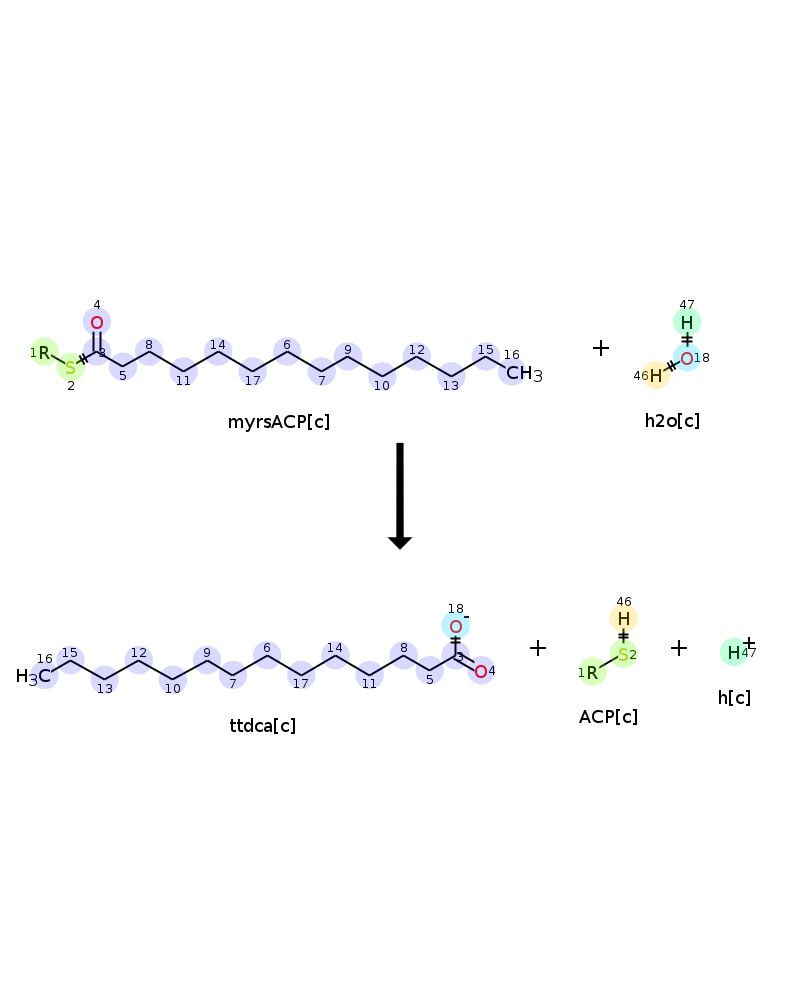 4 47
O H
1R 3 8 14 6 9 12 15 16 + O18
S 5 11 17 7 10 13 CH3 46H
2
myrsACP[c] h2o[c]
18 46
O- H
16 15 12 9 6 14 8 3 + S2 + H+47
H3C 13 10 7 17 11 5 O4 1R
ttdca[c] ACP[c] h[c]